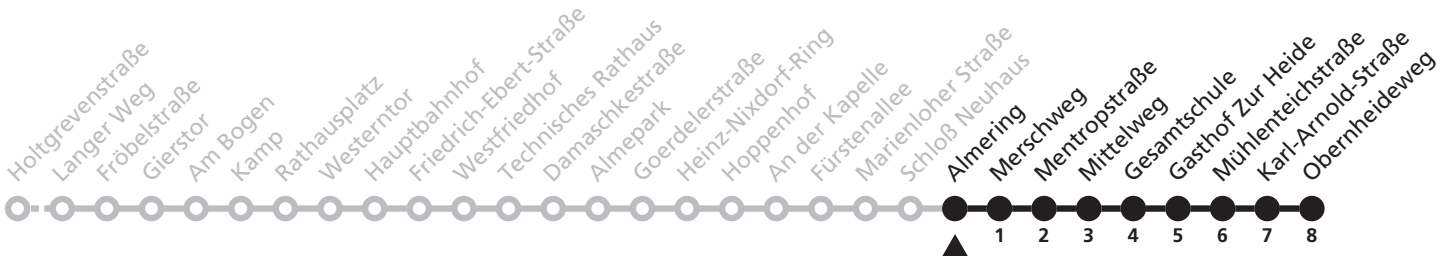 Holtgrevenstraße
Langer Weg
Fröbelstraße
Gierstor
Am Bogen
Kamp
Rathausplatz
Westerntor
Hauptbahnhof
Friedrich-Ebert-Straße
Westfriedhof
Technisches Rathaus
Damaschkestraße
Almepark
Goerdelerstraße
Heinz-Nixdorf-Ring
Hoppenhof
An der Kapelle
Fürstenallee
Marienloher Straße
Schloß Neuhaus
Almering
Merschweg
Mentropstraße
Mittelweg
Gesamtschule
Gasthof Zur Heide
Mühlenteichstraße
Karl-Arnold-Straße
Obernheideweg
1 2 3 4 5 6 7 8